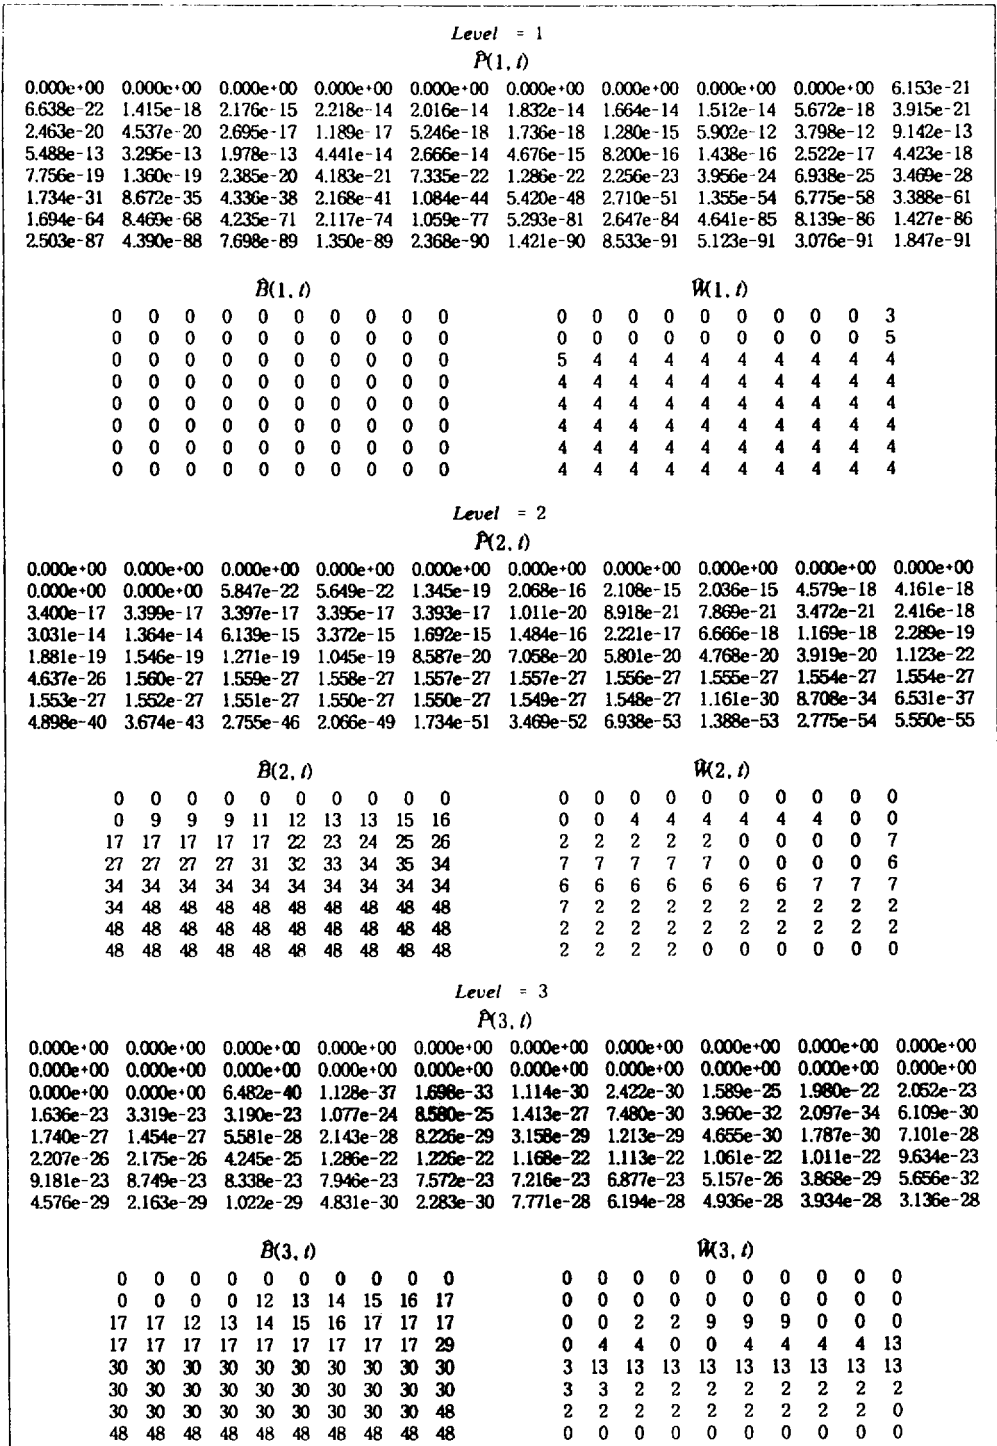 Level = 1
P̂(1, t)
0.000e+00 0.000e+00 0.000e+00 0.000e+00 0.000e+00 0.000e+00 0.000e+00 0.000e+00 0.000e+00 6.153e-21
6.638e-22 1.415e-18 2.176e-15 2.218e-14 2.016e-14 1.832e-14 1.664e-14 1.512e-14 5.672e-18 3.915e-21
2.463e-20 4.537e-20 2.695e-17 1.189e-17 5.246e-18 1.736e-18 1.280e-15 5.902e-12 3.798e-12 9.142e-13
5.488e-13 3.295e-13 1.978e-13 4.441e-14 2.666e-14 4.676e-15 8.200e-16 1.438e-16 2.522e-17 4.423e-18
7.756e-19 1.360e-19 2.385e-20 4.183e-21 7.335e-22 1.286e-22 2.256e-23 3.956e-24 6.938e-25 3.469e-28
1.734e-31 8.672e-35 4.336e-38 2.168e-41 1.084e-44 5.420e-48 2.710e-51 1.355e-54 6.775e-58 3.388e-61
1.694e-64 8.469e-68 4.235e-71 2.117e-74 1.059e-77 5.293e-81 2.647e-84 4.641e-85 8.139e-86 1.427e-86
2.503e-87 4.390e-88 7.698e-89 1.350e-89 2.368e-90 1.421e-90 8.533e-91 5.123e-91 3.076e-91 1.847e-91
B̂(1, t) Ŵ(1, t)
0 0 0 0 0 0 0 0 0 0 0 0 0 0 0 0 0 0 0 3
0 0 0 0 0 0 0 0 0 0 0 0 0 0 0 0 0 0 0 5
0 0 0 0 0 0 0 0 0 0 5 4 4 4 4 4 4 4 4 4
0 0 0 0 0 0 0 0 0 0 4 4 4 4 4 4 4 4 4 4
0 0 0 0 0 0 0 0 0 0 4 4 4 4 4 4 4 4 4 4
0 0 0 0 0 0 0 0 0 0 4 4 4 4 4 4 4 4 4 4
0 0 0 0 0 0 0 0 0 0 4 4 4 4 4 4 4 4 4 4
0 0 0 0 0 0 0 0 0 0 4 4 4 4 4 4 4 4 4 4
Level = 2
P̂(2, t)
0.000e+00 0.000e+00 0.000e+00 0.000e+00 0.000e+00 0.000e+00 0.000e+00 0.000e+00 0.000e+00 0.000e+00
0.000e+00 0.000e+00 5.847e-22 5.649e-22 1.345e-19 2.068e-16 2.108e-15 2.036e-15 4.579e-18 4.161e-18
3.400e-17 3.399e-17 3.397e-17 3.395e-17 3.393e-17 1.011e-20 8.918e-21 7.869e-21 3.472e-21 2.416e-18
3.031e-14 1.364e-14 6.139e-15 3.372e-15 1.692e-15 1.484e-16 2.221e-17 6.666e-18 1.169e-18 2.289e-19
1.881e-19 1.546e-19 1.271e-19 1.045e-19 8.587e-20 7.058e-20 5.801e-20 4.768e-20 3.919e-20 1.123e-22
4.637e-26 1.560e-27 1.559e-27 1.558e-27 1.557e-27 1.557e-27 1.556e-27 1.555e-27 1.554e-27 1.554e-27
1.553e-27 1.552e-27 1.551e-27 1.550e-27 1.550e-27 1.549e-27 1.548e-27 1.161e-30 8.708e-34 6.531e-37
4.898e-40 3.674e-43 2.755e-46 2.066e-49 1.734e-51 3.469e-52 6.938e-53 1.388e-53 2.775e-54 5.550e-55
B̂(2, t) Ŵ(2, t)
0 0 0 0 0 0 0 0 0 0 0 0 0 0 0 0 0 0 0 0
0 9 9 9 11 12 13 13 15 16 0 0 4 4 4 4 4 4 0 0
17 17 17 17 17 22 23 24 25 26 2 2 2 2 2 0 0 0 0 7
27 27 27 27 31 32 33 34 35 34 7 7 7 7 7 0 0 0 0 6
34 34 34 34 34 34 34 34 34 34 6 6 6 6 6 6 6 7 7 7
34 48 48 48 48 48 48 48 48 48 7 2 2 2 2 2 2 2 2 2
48 48 48 48 48 48 48 48 48 48 2 2 2 2 2 2 2 2 2 2
48 48 48 48 48 48 48 48 48 48 2 2 2 2 0 0 0 0 0 0
Level = 3
P̂(3, t)
0.000e+00 0.000e+00 0.000e+00 0.000e+00 0.000e+00 0.000e+00 0.000e+00 0.000e+00 0.000e+00 0.000e+00
0.000e+00 0.000e+00 0.000e+00 0.000e+00 0.000e+00 0.000e+00 0.000e+00 0.000e+00 0.000e+00 0.000e+00
0.000e+00 0.000e+00 6.482e-40 1.128e-37 1.698e-33 1.114e-30 2.422e-30 1.589e-25 1.980e-22 2.052e-23
1.636e-23 3.319e-23 3.190e-23 1.077e-24 8.580e-25 1.413e-27 7.480e-30 3.960e-32 2.097e-34 6.109e-30
1.740e-27 1.454e-27 5.581e-28 2.143e-28 8.226e-29 3.158e-29 1.213e-29 4.655e-30 1.787e-30 7.101e-28
2.207e-26 2.175e-26 4.245e-25 1.286e-22 1.226e-22 1.168e-22 1.113e-22 1.061e-22 1.011e-22 9.634e-23
9.181e-23 8.749e-23 8.338e-23 7.946e-23 7.572e-23 7.216e-23 6.877e-23 5.157e-26 3.868e-29 5.656e-32
4.576e-29 2.163e-29 1.022e-29 4.831e-30 2.283e-30 7.771e-28 6.194e-28 4.936e-28 3.934e-28 3.136e-28
B̂(3, t) Ŵ(3, t)
0 0 0 0 0 0 0 0 0 0 0 0 0 0 0 0 0 0 0 0
0 0 0 0 12 13 14 15 16 17 0 0 0 0 0 0 0 0 0 0
17 17 12 13 14 15 16 17 17 17 0 0 2 2 9 9 9 0 0 0
17 17 17 17 17 17 17 17 17 29 0 4 4 0 0 4 4 4 4 13
30 30 30 30 30 30 30 30 30 30 3 13 13 13 13 13 13 13 13 13
30 30 30 30 30 30 30 30 30 30 3 3 2 2 2 2 2 2 2 2
30 30 30 30 30 30 30 30 30 48 2 2 2 2 2 2 2 2 2 0
48 48 48 48 48 48 48 48 48 48 0 0 0 0 0 0 0 0 0 0